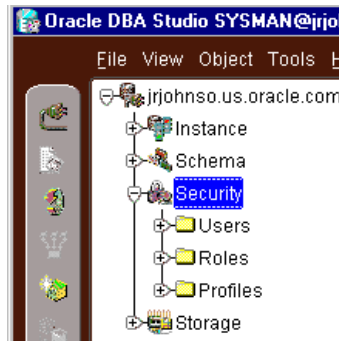 Oracle DBA Studio SYSMAN@jrjo
File View Object Tools
jrjohnso.us.oracle.com
Instance
Schema
Security
Users
Roles
Profiles
Storage